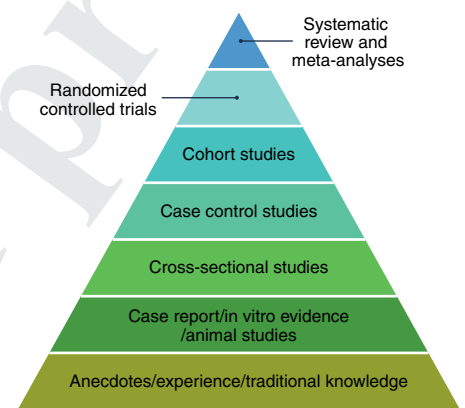 Systematic
review and
meta-analyses
Randomized
controlled trials
Cohort studies
Case control studies
Cross-sectional studies
Case report/in vitro evidence
/animal studies
Anecdotes/experience/traditional knowledge